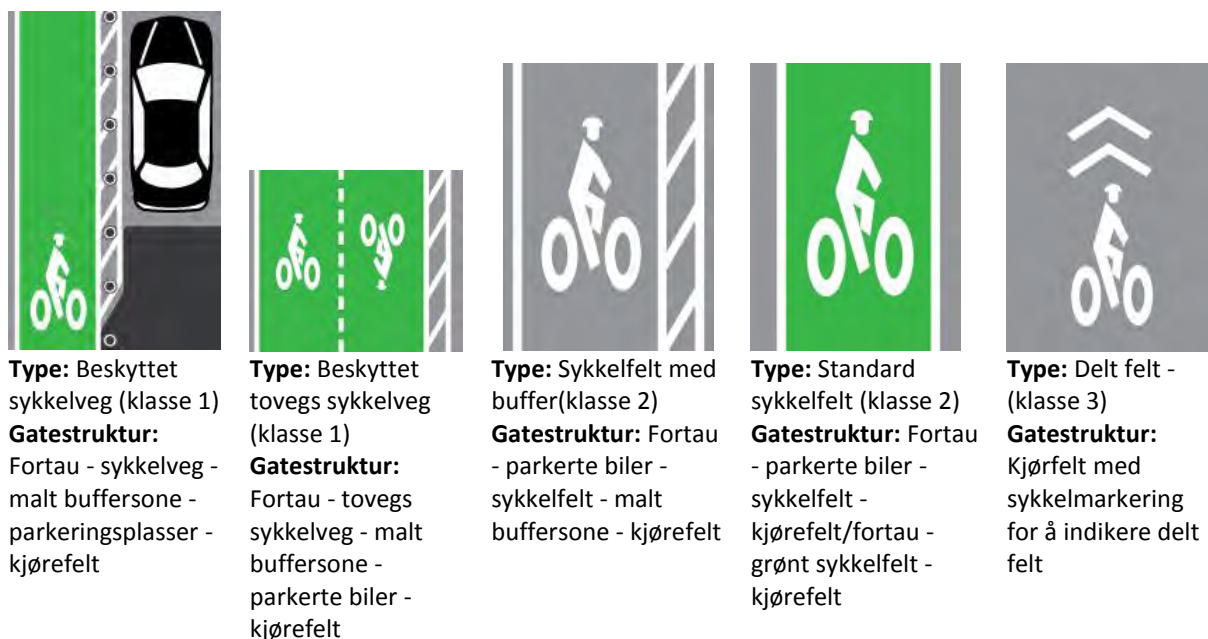 Type: Beskyttet
sykkelveg (klasse 1)
Gatestruktur:
Fortau - sykkelveg -
malt buffersone -
parkeringsplasser -
kjørefelt
Type: Beskyttet
tovegs sykkelveg
(klasse 1)
Gatestruktur:
Fortau - tovegs
sykkelveg - malt
buffersone -
parkerte biler -
kjørefelt
Type: Sykkelfelt med
buffer(klasse 2)
Gatestruktur: Fortau
- parkerte biler -
sykkelfelt - malt
buffersone - kjørefelt
Type: Standard
sykkelfelt (klasse 2)
Gatestruktur: Fortau
- parkerte biler -
sykkelfelt -
kjørefelt/fortau -
grønt sykkelfelt -
kjørefelt
Type: Delt felt -
(klasse 3)
Gatestruktur:
Kjørfelt med
sykkelmarkering
for å indikere delt
felt